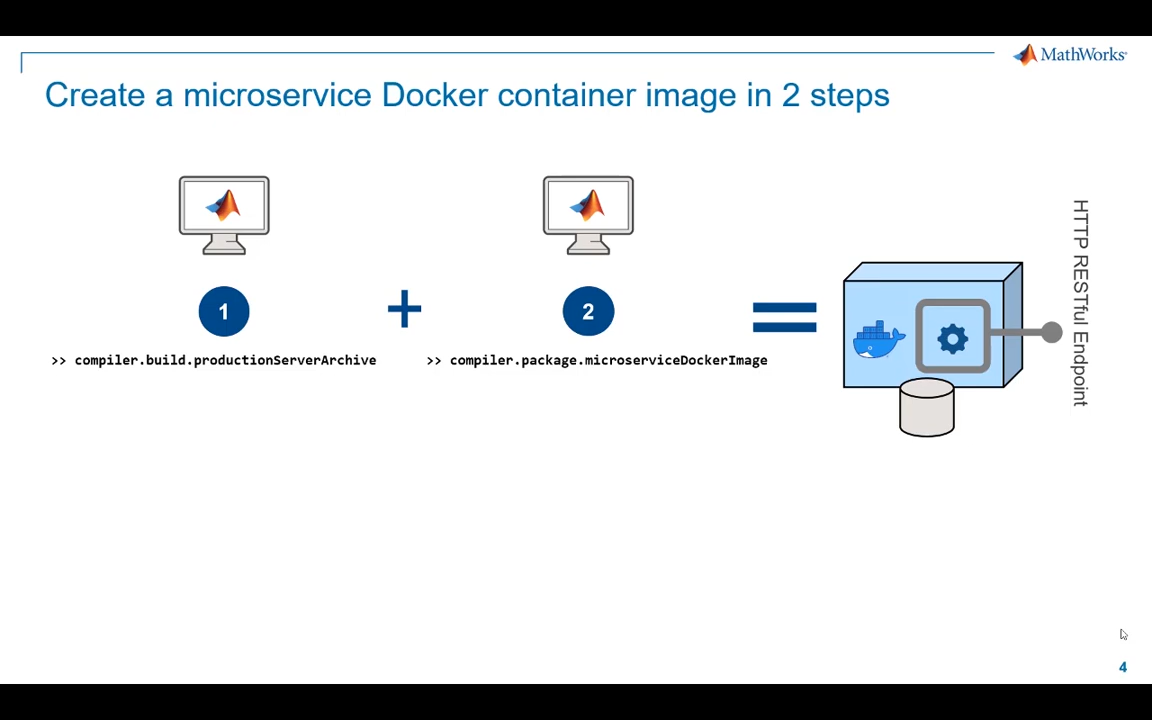 MathWorks®
Create a microservice Docker container image in 2 steps
1
+
2
=
>> compiler.build.productionServerArchive
>> compiler.package.microserviceDockerImage
HTTP RESTful Endpoint
4